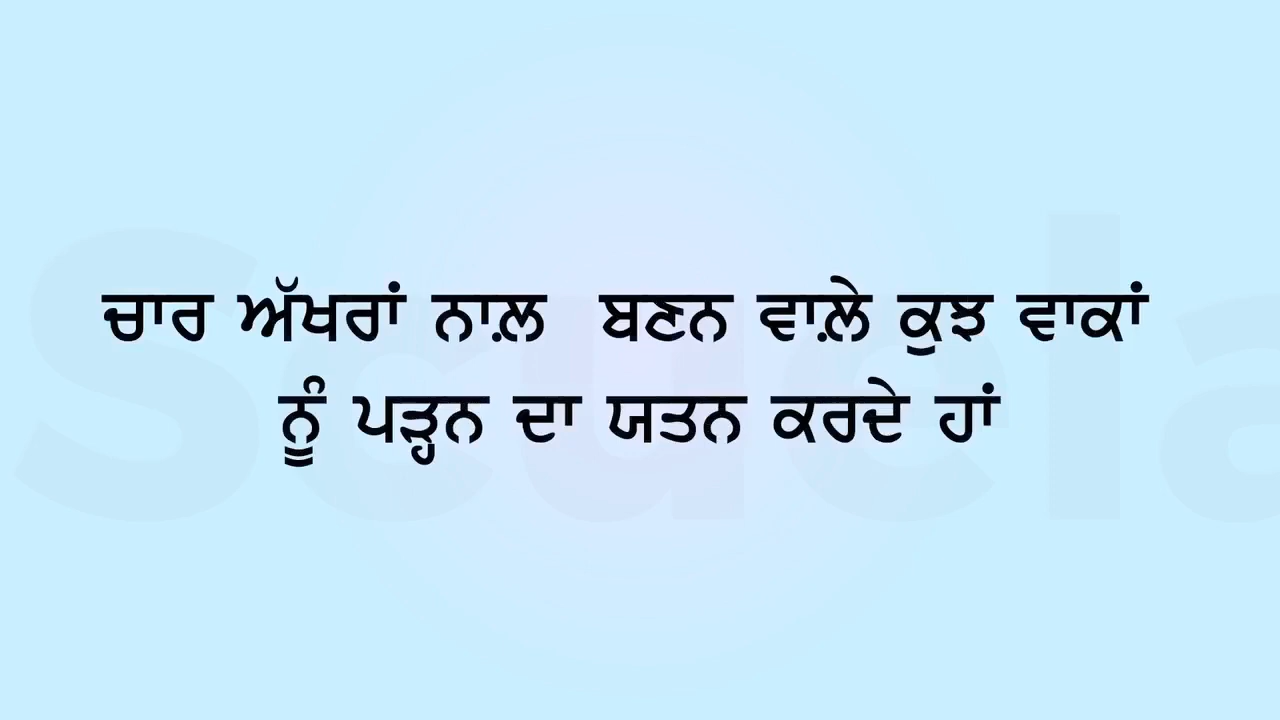 ਚਾਰ ਅੱਖਰਾਂ ਨਾਲ਼ ਬਣਨ ਵਾਲ਼ੇ ਕੁਝ ਵਾਕਾਂ
ਨੂੰ ਪੜ੍ਹਨ ਦਾ ਯਤਨ ਕਰਦੇ ਹਾਂ